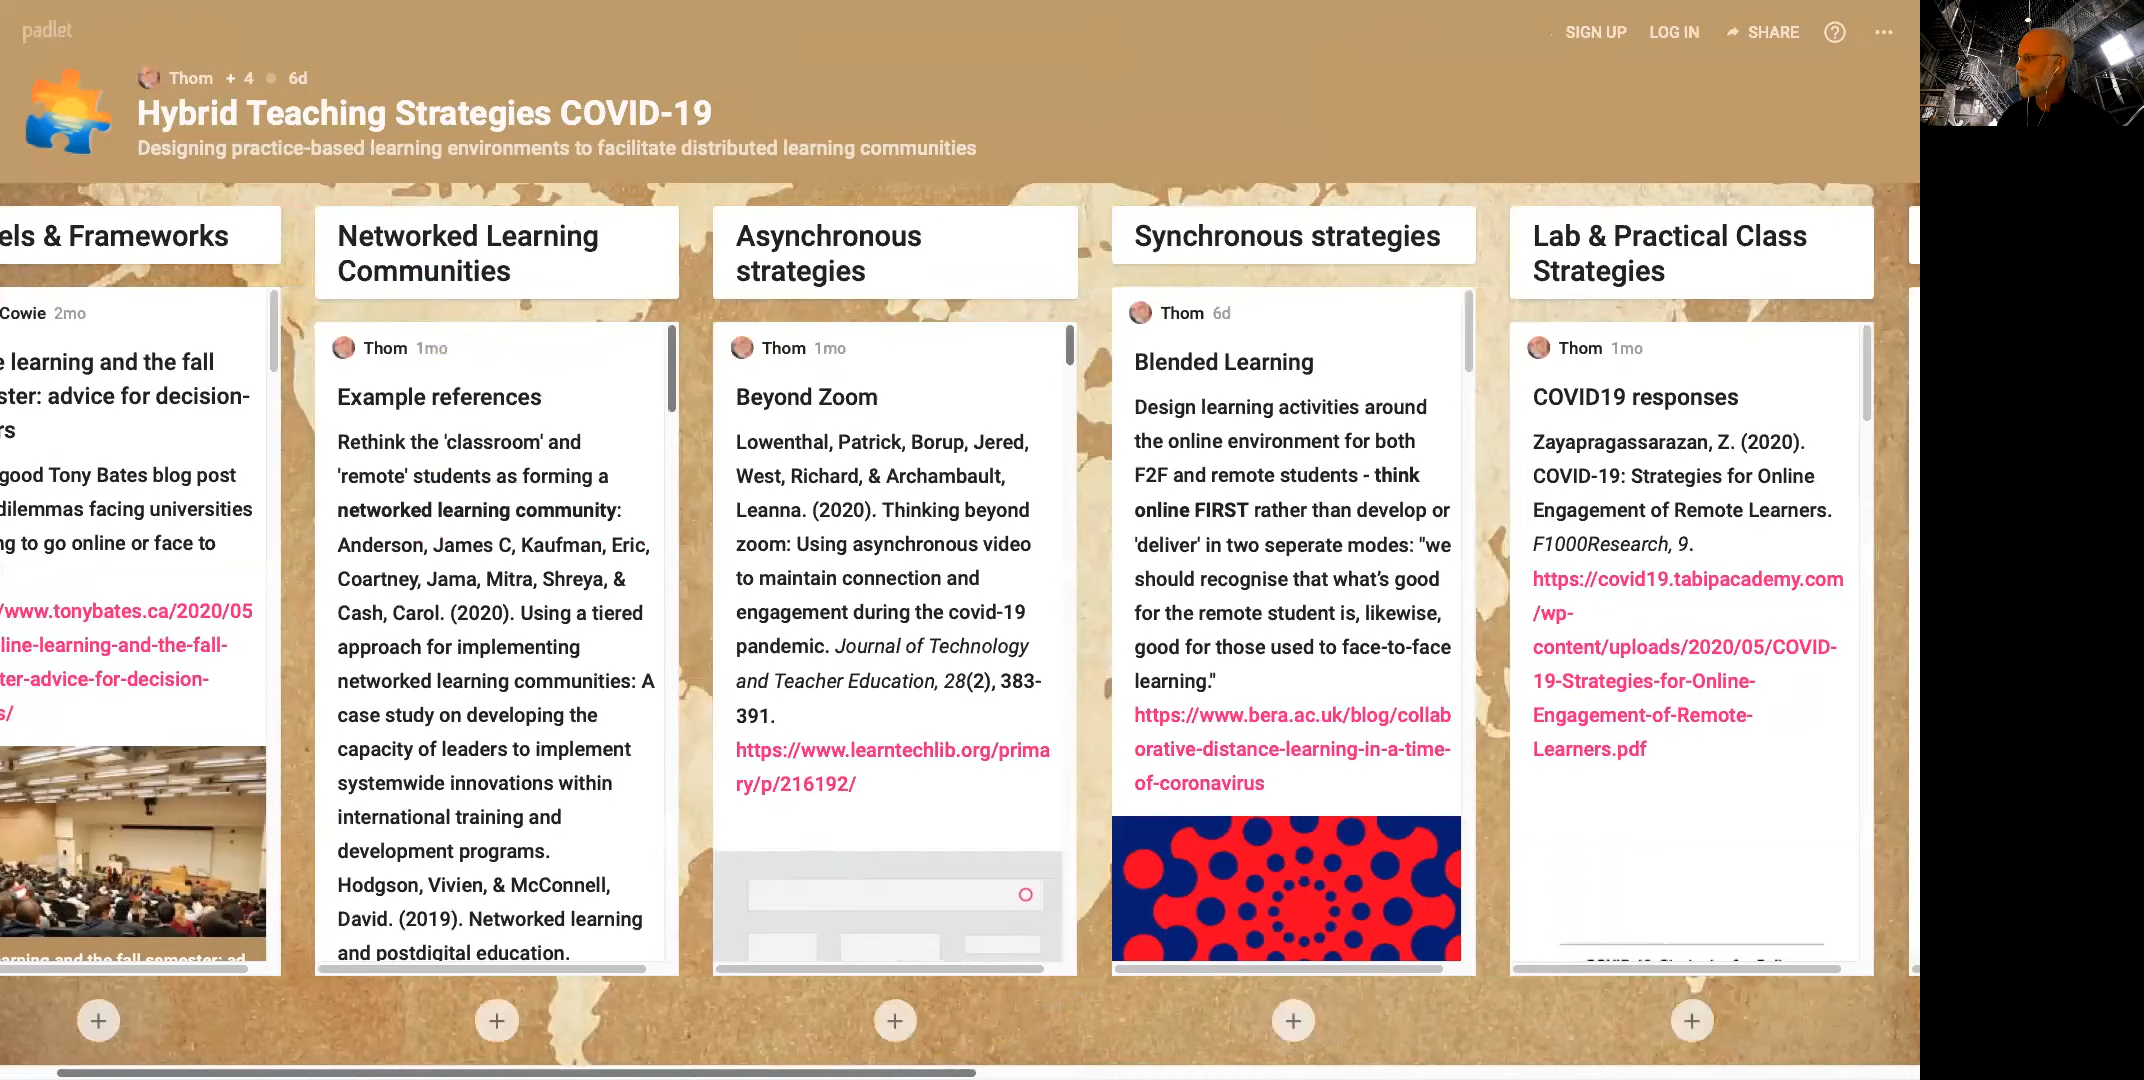 padlet
SIGN UP LOG IN SHARE
Thom + 4 6d
Hybrid Teaching Strategies COVID-19
Designing practice-based learning environments to facilitate distributed learning communities
els & Frameworks
Cowie 2mo
e learning and the fall
ster: advice for decision-
rs
good Tony Bates blog post
dilemmas facing universities
ng to go online or face to
/www.tonybates.ca/2020/05
line-learning-and-the-fall-
ter-advice-for-decision-
s/
earning and the fall semester: ad
Networked Learning
Communities
Thom 1mo
Example references
Rethink the 'classroom' and
'remote' students as forming a
networked learning community:
Anderson, James C, Kaufman, Eric,
Coartney, Jama, Mitra, Shreya, &
Cash, Carol. (2020). Using a tiered
approach for implementing
networked learning communities: A
case study on developing the
capacity of leaders to implement
systemwide innovations within
international training and
development programs.
Hodgson, Vivien, & McConnell,
David. (2019). Networked learning
and postdigital education.
Asynchronous
strategies
Thom 1mo
Beyond Zoom
Lowenthal, Patrick, Borup, Jered,
West, Richard, & Archambault,
Leanna. (2020). Thinking beyond
zoom: Using asynchronous video
to maintain connection and
engagement during the covid-19
pandemic. Journal of Technology
and Teacher Education, 28(2), 383-
391.
https://www.learntechlib.org/prima
ry/p/216192/
Synchronous strategies
Thom 6d
Blended Learning
Design learning activities around
the online environment for both
F2F and remote students - think
online FIRST rather than develop or
'deliver' in two seperate modes: "we
should recognise that what's good
for the remote student is, likewise,
good for those used to face-to-face
learning."
https://www.bera.ac.uk/blog/collab
orative-distance-learning-in-a-time-
of-coronavirus
Lab & Practical Class
Strategies
Thom 1mo
COVID19 responses
Zayapragassarazan, Z. (2020).
COVID-19: Strategies for Online
Engagement of Remote Learners.
F1000Research, 9.
https://covid19.tabipacademy.com
/wp-
content/uploads/2020/05/COVID-
19-Strategies-for-Online-
Engagement-of-Remote-
Learners.pdf